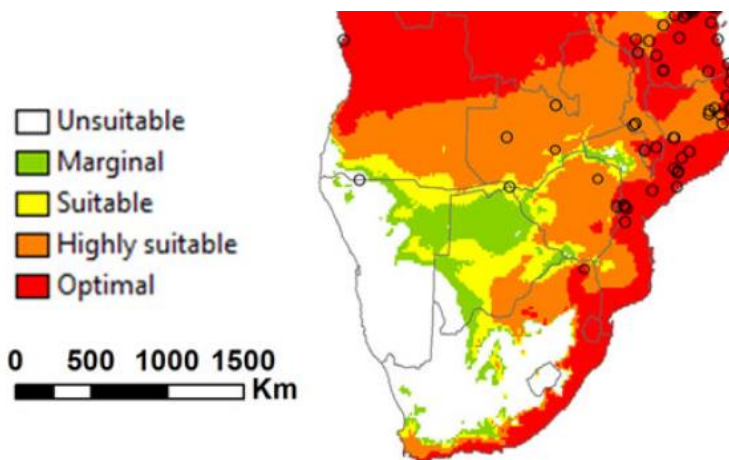 Unsuitable
Marginal
Suitable
Highly suitable
Optimal
0 500 1000 1500
Km